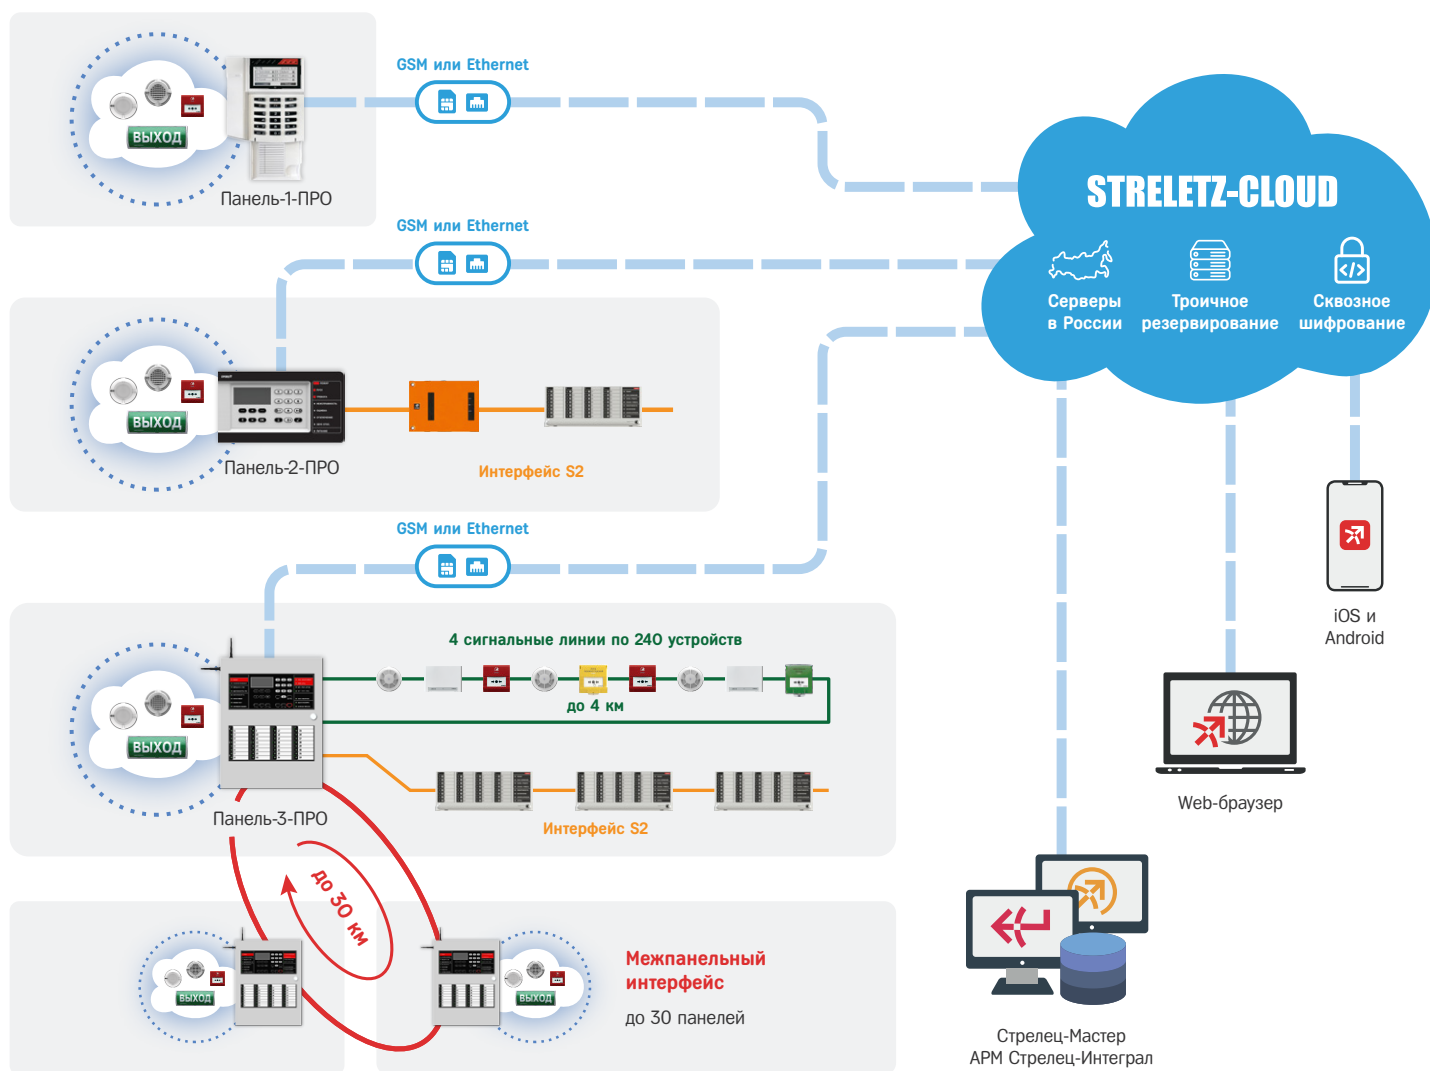 GSM или Ethernet
ВЫХОД
Панель-1-ПРО
STRELETZ-CLOUD
Серверы
в России
Троичное
резервирование
Сквозное
шифрование
GSM или Ethernet
ВЫХОД
Панель-2-ПРО
Интерфейс S2
GSM или Ethernet
4 сигнальные линии по 240 устройств
до 4 км
ВЫХОД
Панель-3-ПРО
Интерфейс S2
до 30 км
ВЫХОД
ВЫХОД
Межпанельный
интерфейс
до 30 панелей
iOS и
Android
Web-браузер
Стрелец-Мастер
АРМ Стрелец-Интеграл